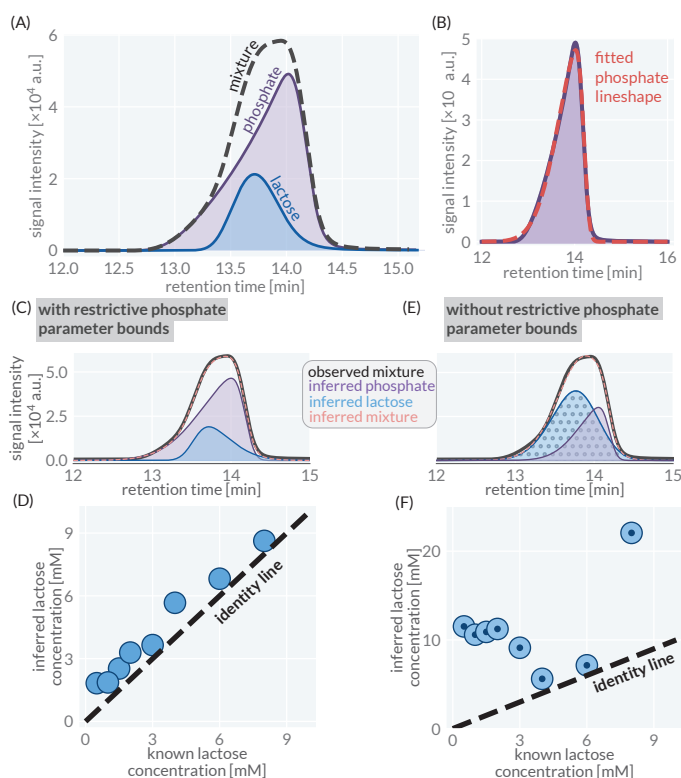 (A)
signal intensity [×10⁴ a.u.]
6
4
2
0
mixture
phosphate
lactose
12.0 12.5 13.0 13.5 14.0 14.5 15.0
retention time [min]
(B)
signal intensity [×10 a.u.]
5
4
3
2
1
0
fitted
phosphate
lineshape
12 14 16
retention time [min]
(C)
with restrictive phosphate
parameter bounds
signal intensity
[×10⁴ a.u.]
5.0
2.5
0.0
12 13 14 15
retention time [min]
observed mixture
inferred phosphate
inferred lactose
inferred mixture
(E)
without restrictive phosphate
parameter bounds
12 13 14 15
retention time [min]
(D)
inferred lactose
concentration [mM]
9
6
3
0
identity line
0 3 6 9
known lactose
concentration [mM]
(F)
inferred lactose
concentration [mM]
20
10
0
identity line
0 3 6 9
known lactose
concentration [mM]